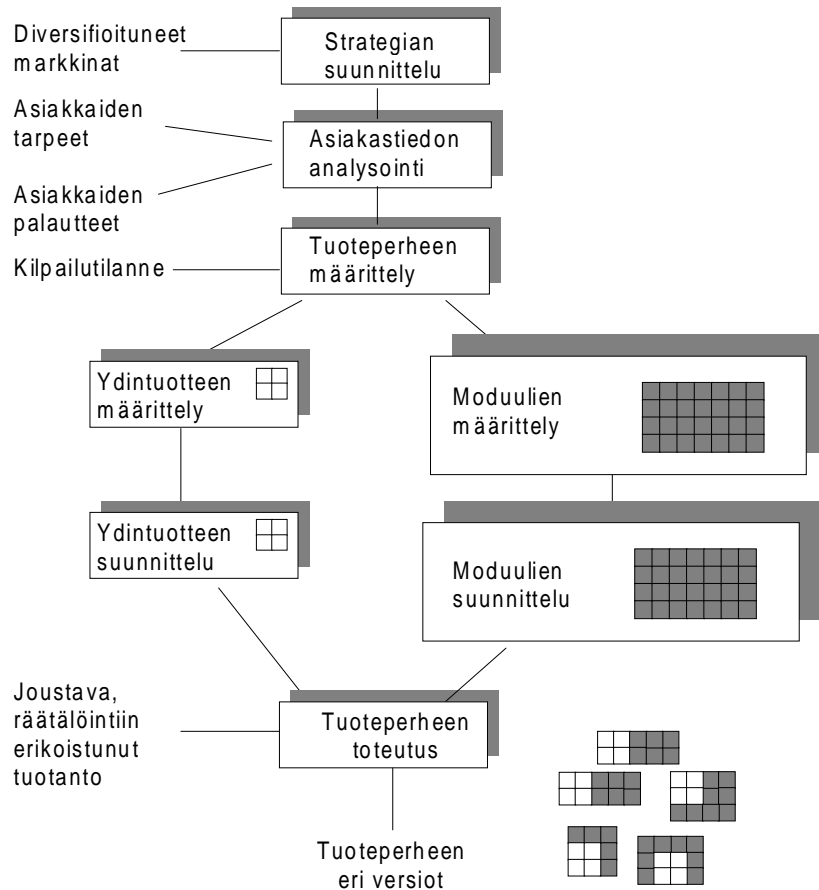 Diversifioituneet
markkinat
Strategian
suunnittelu
Asiakkaiden
tarpeet
Asiakastiedon
analysointi
Asiakkaiden
palautteet
Tuoteperheen
määrittely
Kilpailutilanne
Ydintuotteen
määrittely
Moduulien
määrittely
Ydintuotteen
suunnittelu
Moduulien
suunnittelu
Joustava,
räätälöintiin
erikoistunut
tuotanto
Tuoteperheen
toteutus
Tuoteperheen
eri versiot